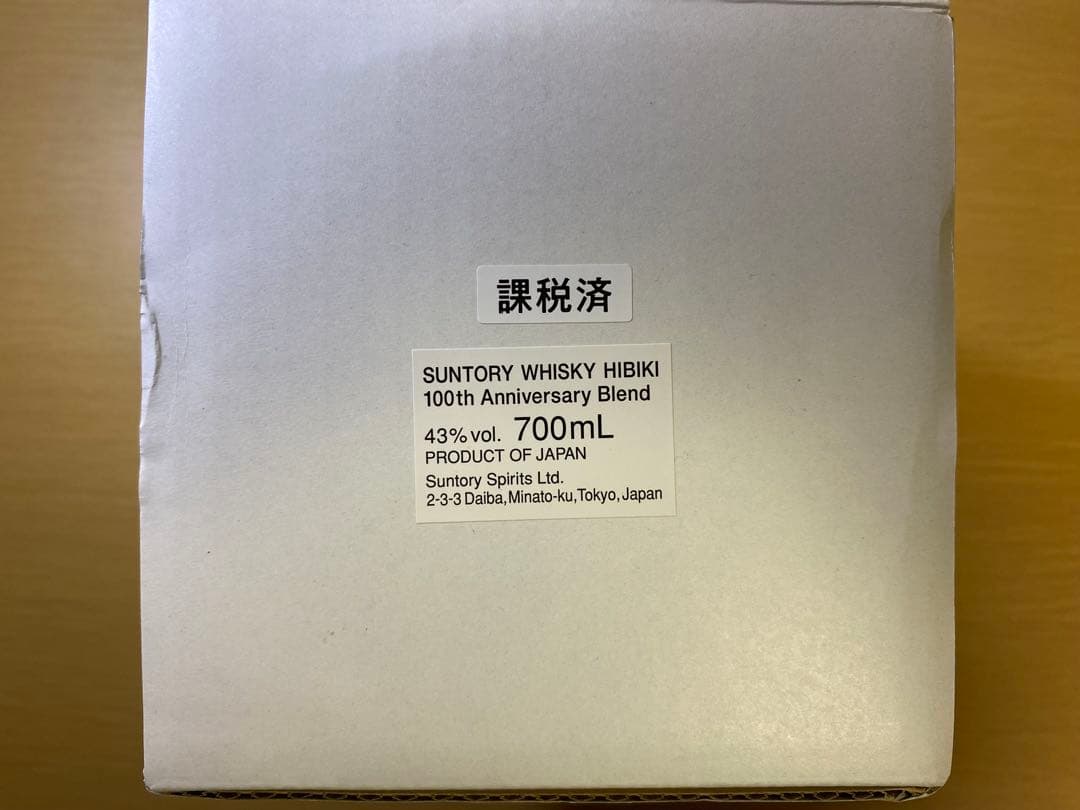 課税済
SUNTORY WHISKY HIBIKI
100th Anniversary Blend
43% vol. 700mL
PRODUCT OF JAPAN
Suntory Spirits Ltd.
2-3-3 Daiba, Minato-ku, Tokyo, Japan